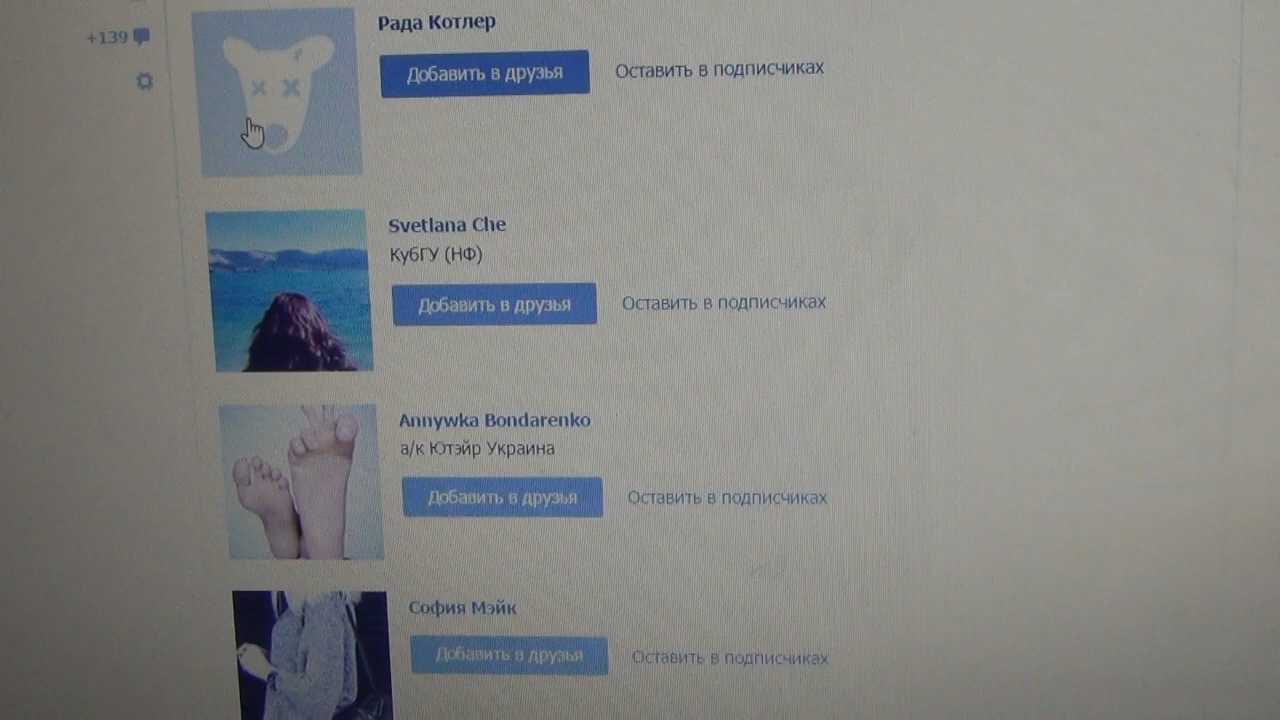 +139
Рада Котлер
Добавить в друзья Оставить в подписчиках
Svetlana Che
КубГУ (НФ)
Добавить в друзья Оставить в подписчиках
Annywka Bondarenko
а/к Ютэйр Украина
Добавить в друзья Оставить в подписчиках
София Мэйк
Добавить в друзья Оставить в подписчиках